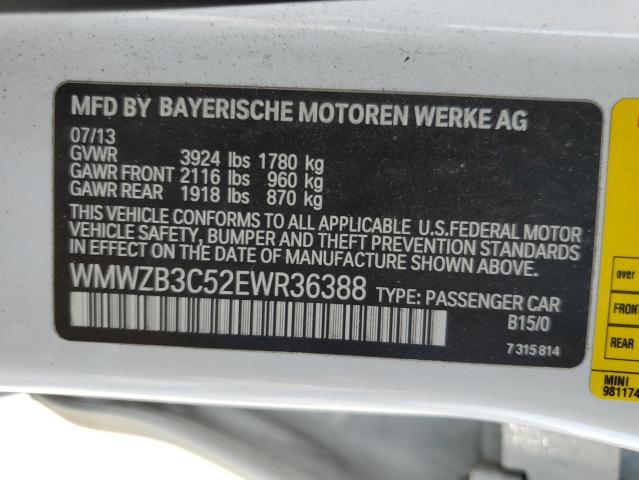 MFD BY BAYERISCHE MOTOREN WERKE AG
07/13
GVWR 3924 lbs 1780 kg
GAWR FRONT 2116 lbs 960 kg
GAWR REAR 1918 lbs 870 kg
THIS VEHICLE CONFORMS TO ALL APPLICABLE U.S.FEDERAL MOTOR
VEHICLE SAFETY, BUMPER AND THEFT PREVENTION STANDARDS
IN EFFECT ON THE DATE OF MANUFACTURE SHOWN ABOVE.
WMWZB3C52EWR36388 TYPE: PASSENGER CAR
B15/0
7315814
over
FRONT
REAR
MINI
981174